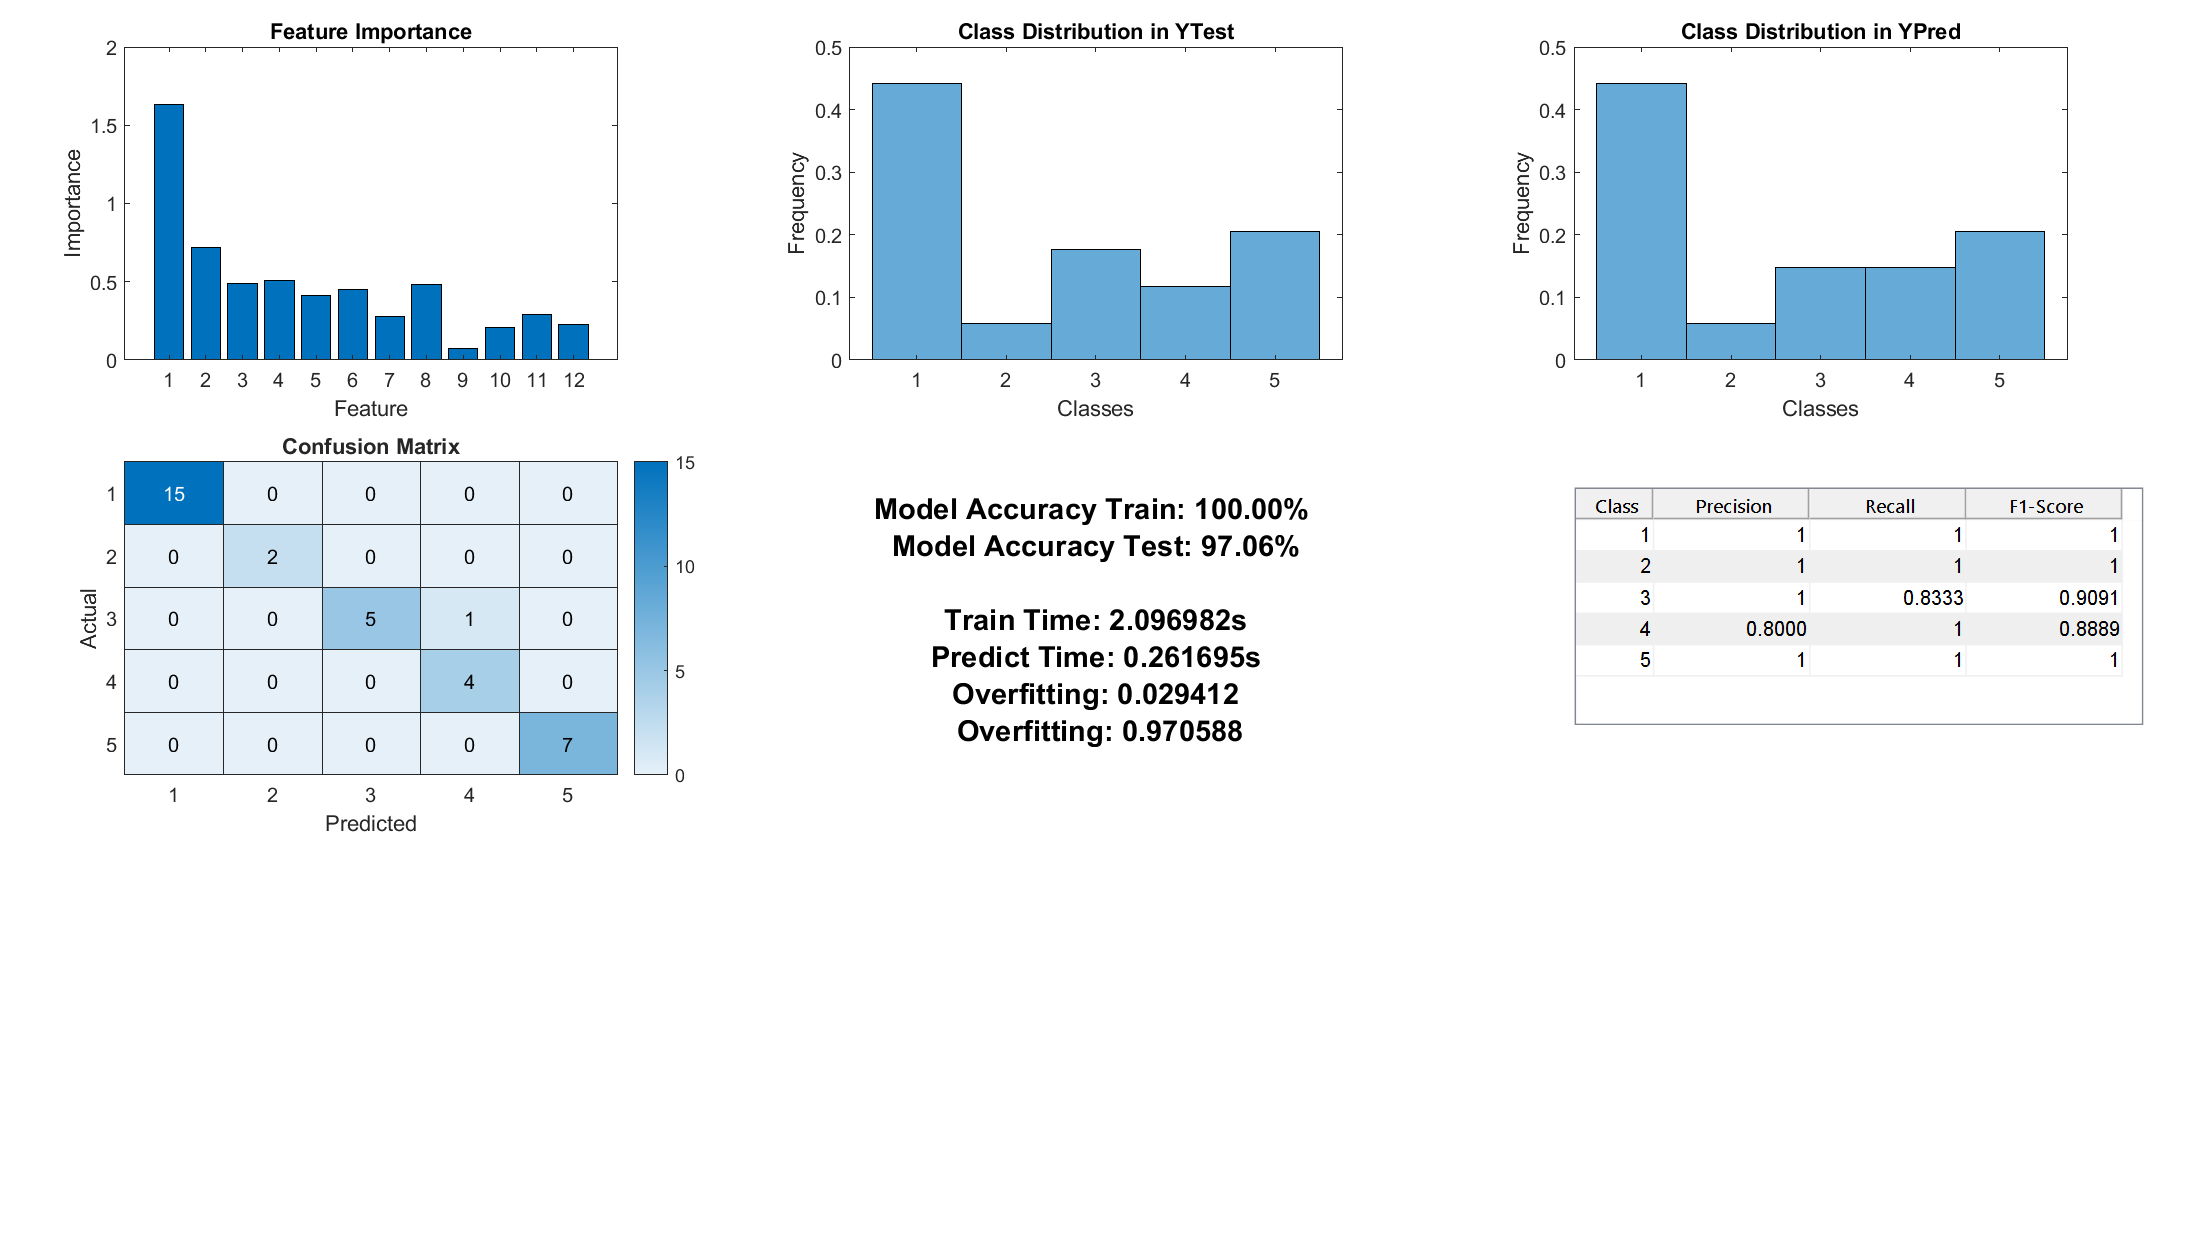 Feature Importance
2
1.5
1
0.5
0
Importance
1 2 3 4 5 6 7 8 9 10 11 12
Feature
Class Distribution in YTest
0.5
0.4
0.3
0.2
0.1
0
Frequency
1 2 3 4 5
Classes
Class Distribution in YPred
0.5
0.4
0.3
0.2
0.1
0
Frequency
1 2 3 4 5
Classes
Confusion Matrix
Actual
1 15 0 0 0 0
2 0 2 0 0 0
3 0 0 5 1 0
4 0 0 0 4 0
5 0 0 0 0 7
1 2 3 4 5
Predicted
15
10
5
0
Model Accuracy Train: 100.00%
Model Accuracy Test: 97.06%
Train Time: 2.096982s
Predict Time: 0.261695s
Overfitting: 0.029412
Overfitting: 0.970588
Class Precision Recall F1-Score
1 1 1 1
2 1 1 1
3 1 0.8333 0.9091
4 0.8000 1 0.8889
5 1 1 1